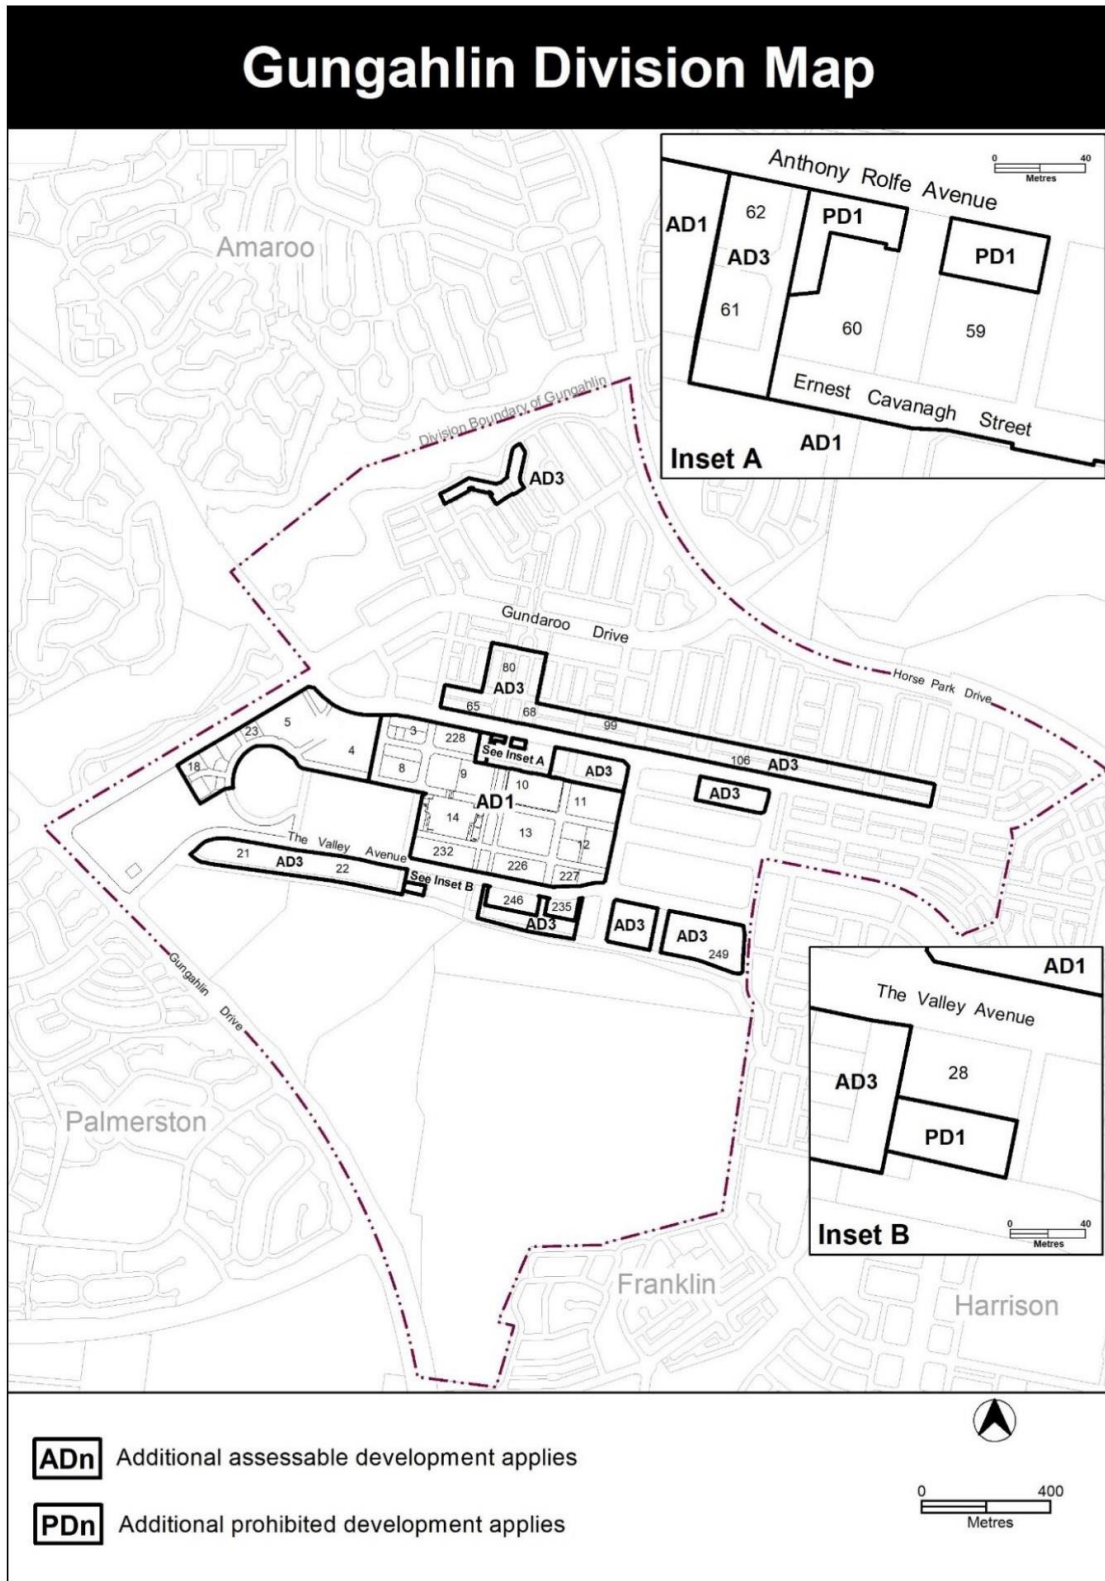 Gungahlin Division Map
Anthony Rolfe Avenue
0 40
Metres
62
PD1
AD1
AD3
PD1
61
60
59
Ernest Cavanagh Street
AD1
Inset A
Amaroo
Division Boundary of Gungahlin
AD3
Gundaroo Drive
Horse Park Drive
80
AD3
65
68
99
106
AD3
5
23
18
4
3
228
See Inset A
8
9
10
AD3
AD3
AD1
11
14
13
12
232
226
227
The Valley Avenue
21
AD3
22
See Inset B
246
235
AD3
AD3
AD3
249
Gungahlin Drive
AD1
The Valley Avenue
AD3
28
PD1
0 40
Metres
Inset B
Palmerston
Franklin
Harrison
ADn Additional assessable development applies
PDn Additional prohibited development applies
0 400
Metres